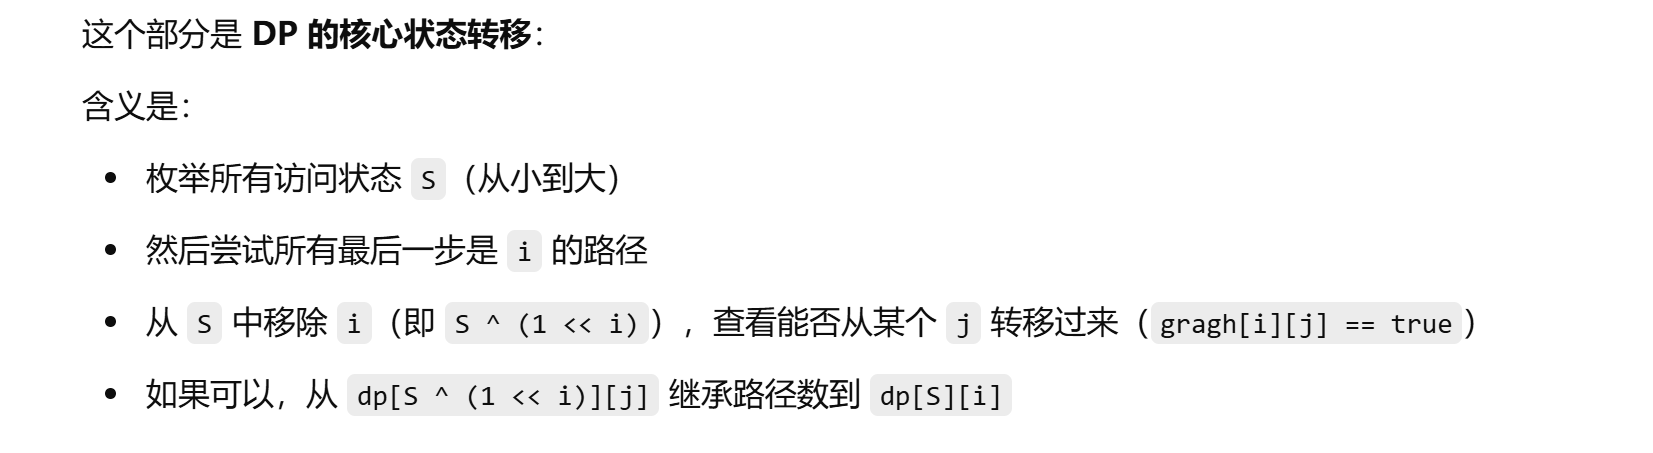 这个部分是 DP 的核心状态转移：
含义是：
• 枚举所有访问状态 S（从小到大）
• 然后尝试所有最后一步是 i 的路径
• 从 S 中移除 i（即 S ^ (1 << i)），查看能否从某个 j 转移过来（gragh[i][j] == true）
• 如果可以，从 dp[S ^ (1 << i)][j] 继承路径数到 dp[S][i]